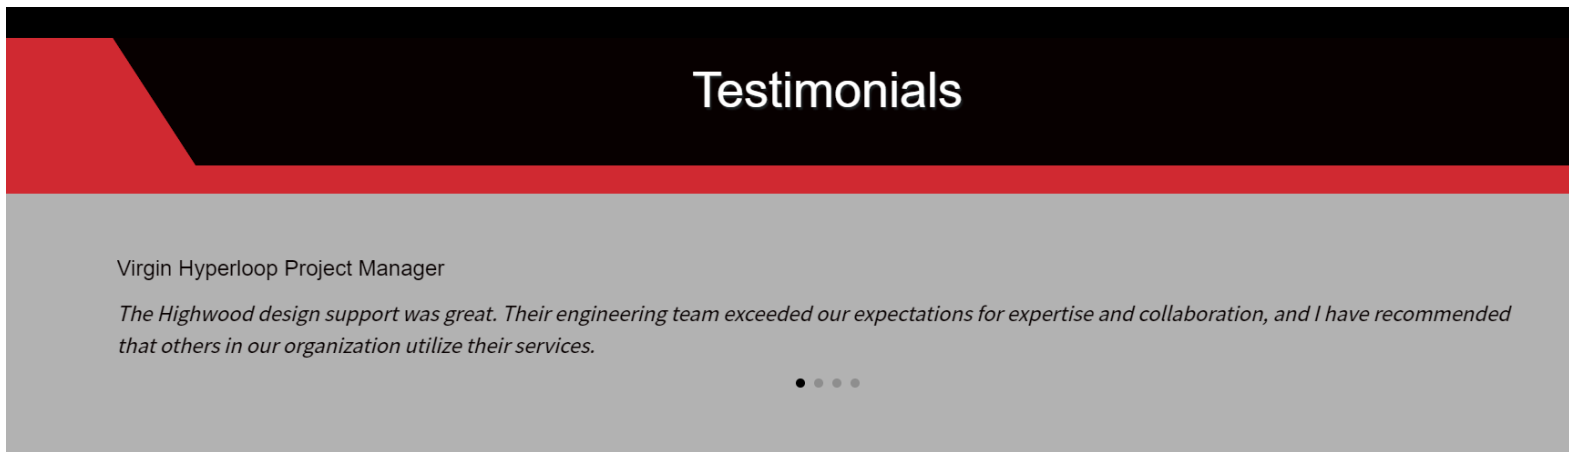 Testimonials
Virgin Hyperloop Project Manager
The Highwood design support was great. Their engineering team exceeded our expectations for expertise and collaboration, and I have recommended
that others in our organization utilize their services.